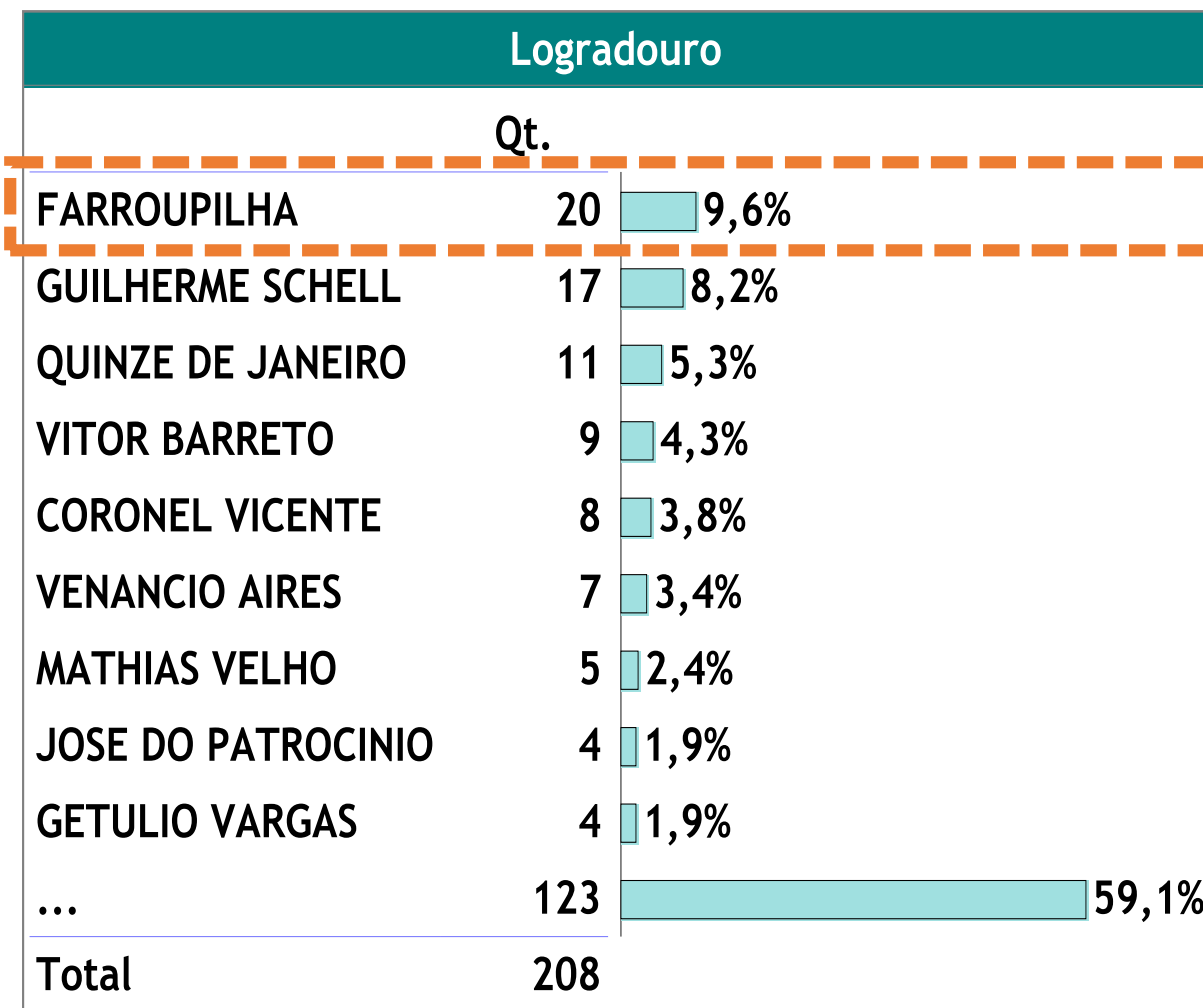 Logradouro
Qt.
FARROUPILHA 20 9,6%
GUILHERME SCHELL 17 8,2%
QUINZE DE JANEIRO 11 5,3%
VITOR BARRETO 9 4,3%
CORONEL VICENTE 8 3,8%
VENANCIO AIRES 7 3,4%
MATHIAS VELHO 5 2,4%
JOSE DO PATROCINIO 4 1,9%
GETULIO VARGAS 4 1,9%
... 123 59,1%
Total 208